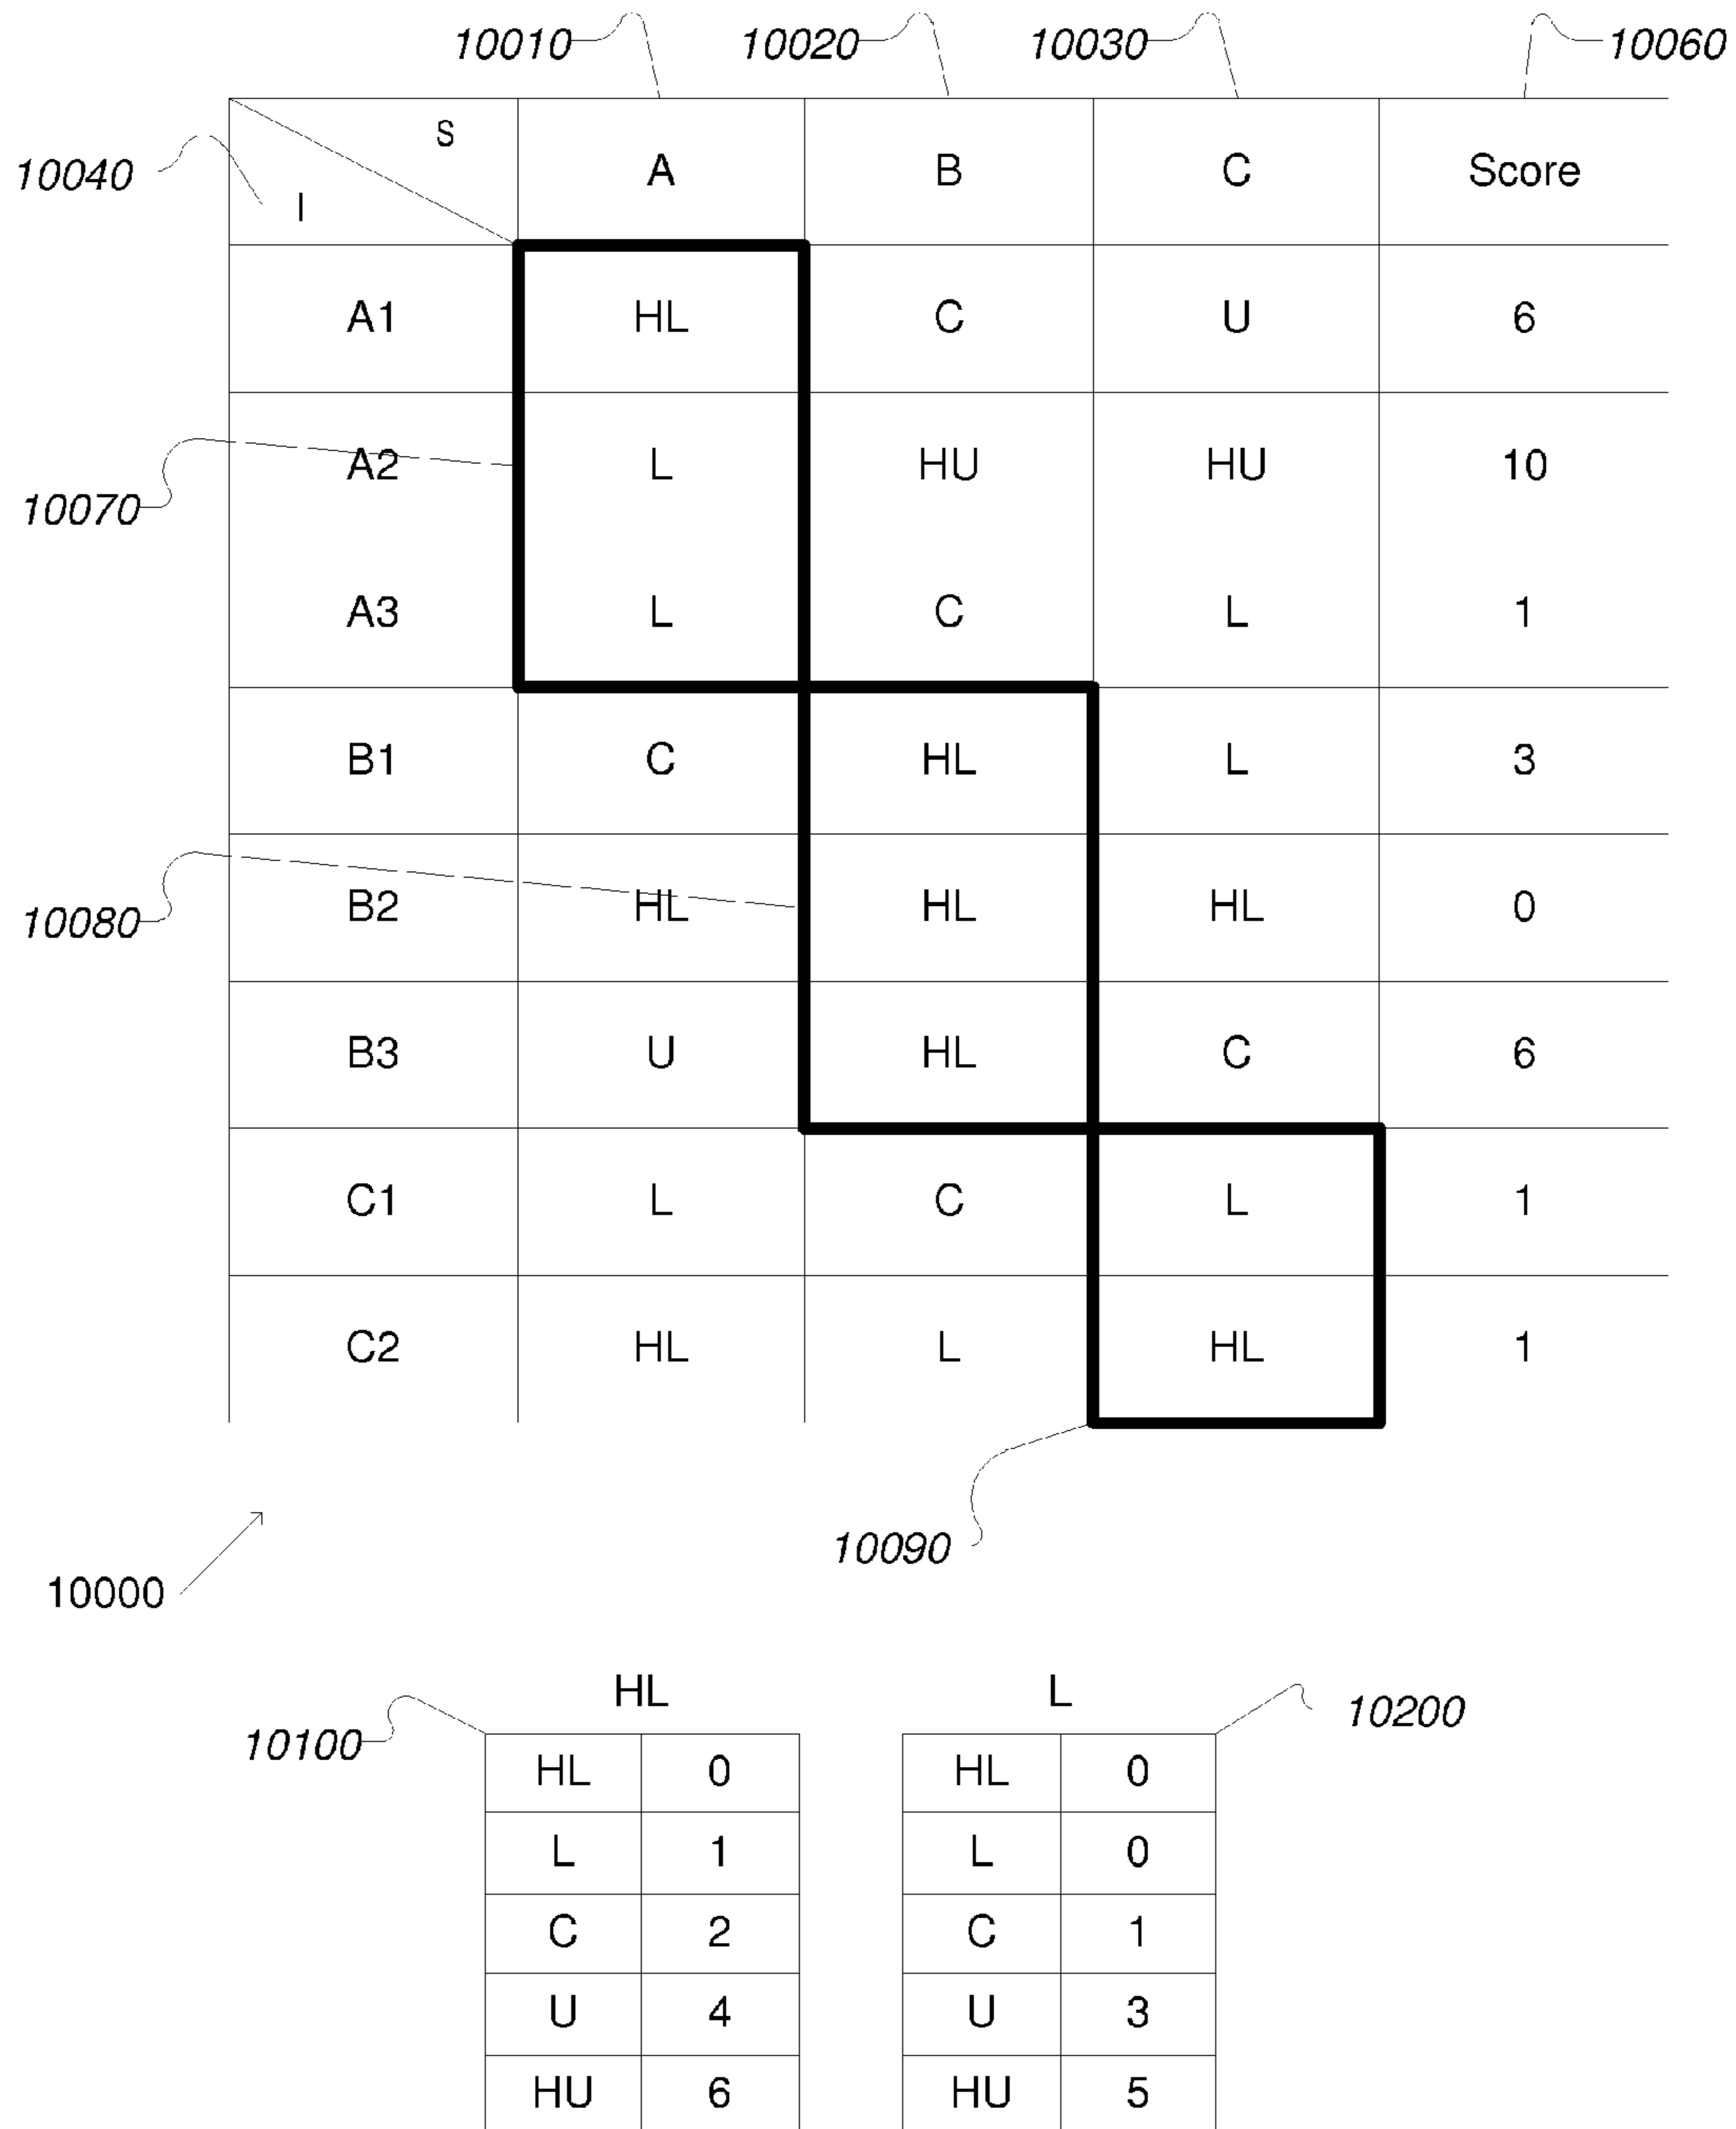 10010 10020 10030 10060
10040 S I A B C Score
A1 HL C U 6
A2 L HU HU 10
10070
A3 L C L 1
B1 C HL L 3
B2 HL HL HL 0
10080
B3 U HL C 6
C1 L C L 1
C2 HL L HL 1
10090
10000
HL L
10100 10200
HL 0 HL 0
L 1 L 0
C 2 C 1
U 4 U 3
HU 6 HU 5